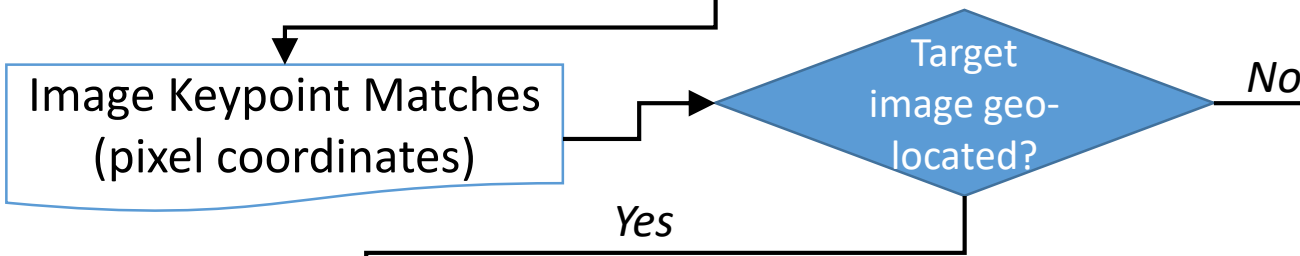 Image Keypoint Matches
(pixel coordinates)
Target
image geo-
located?
No
Yes